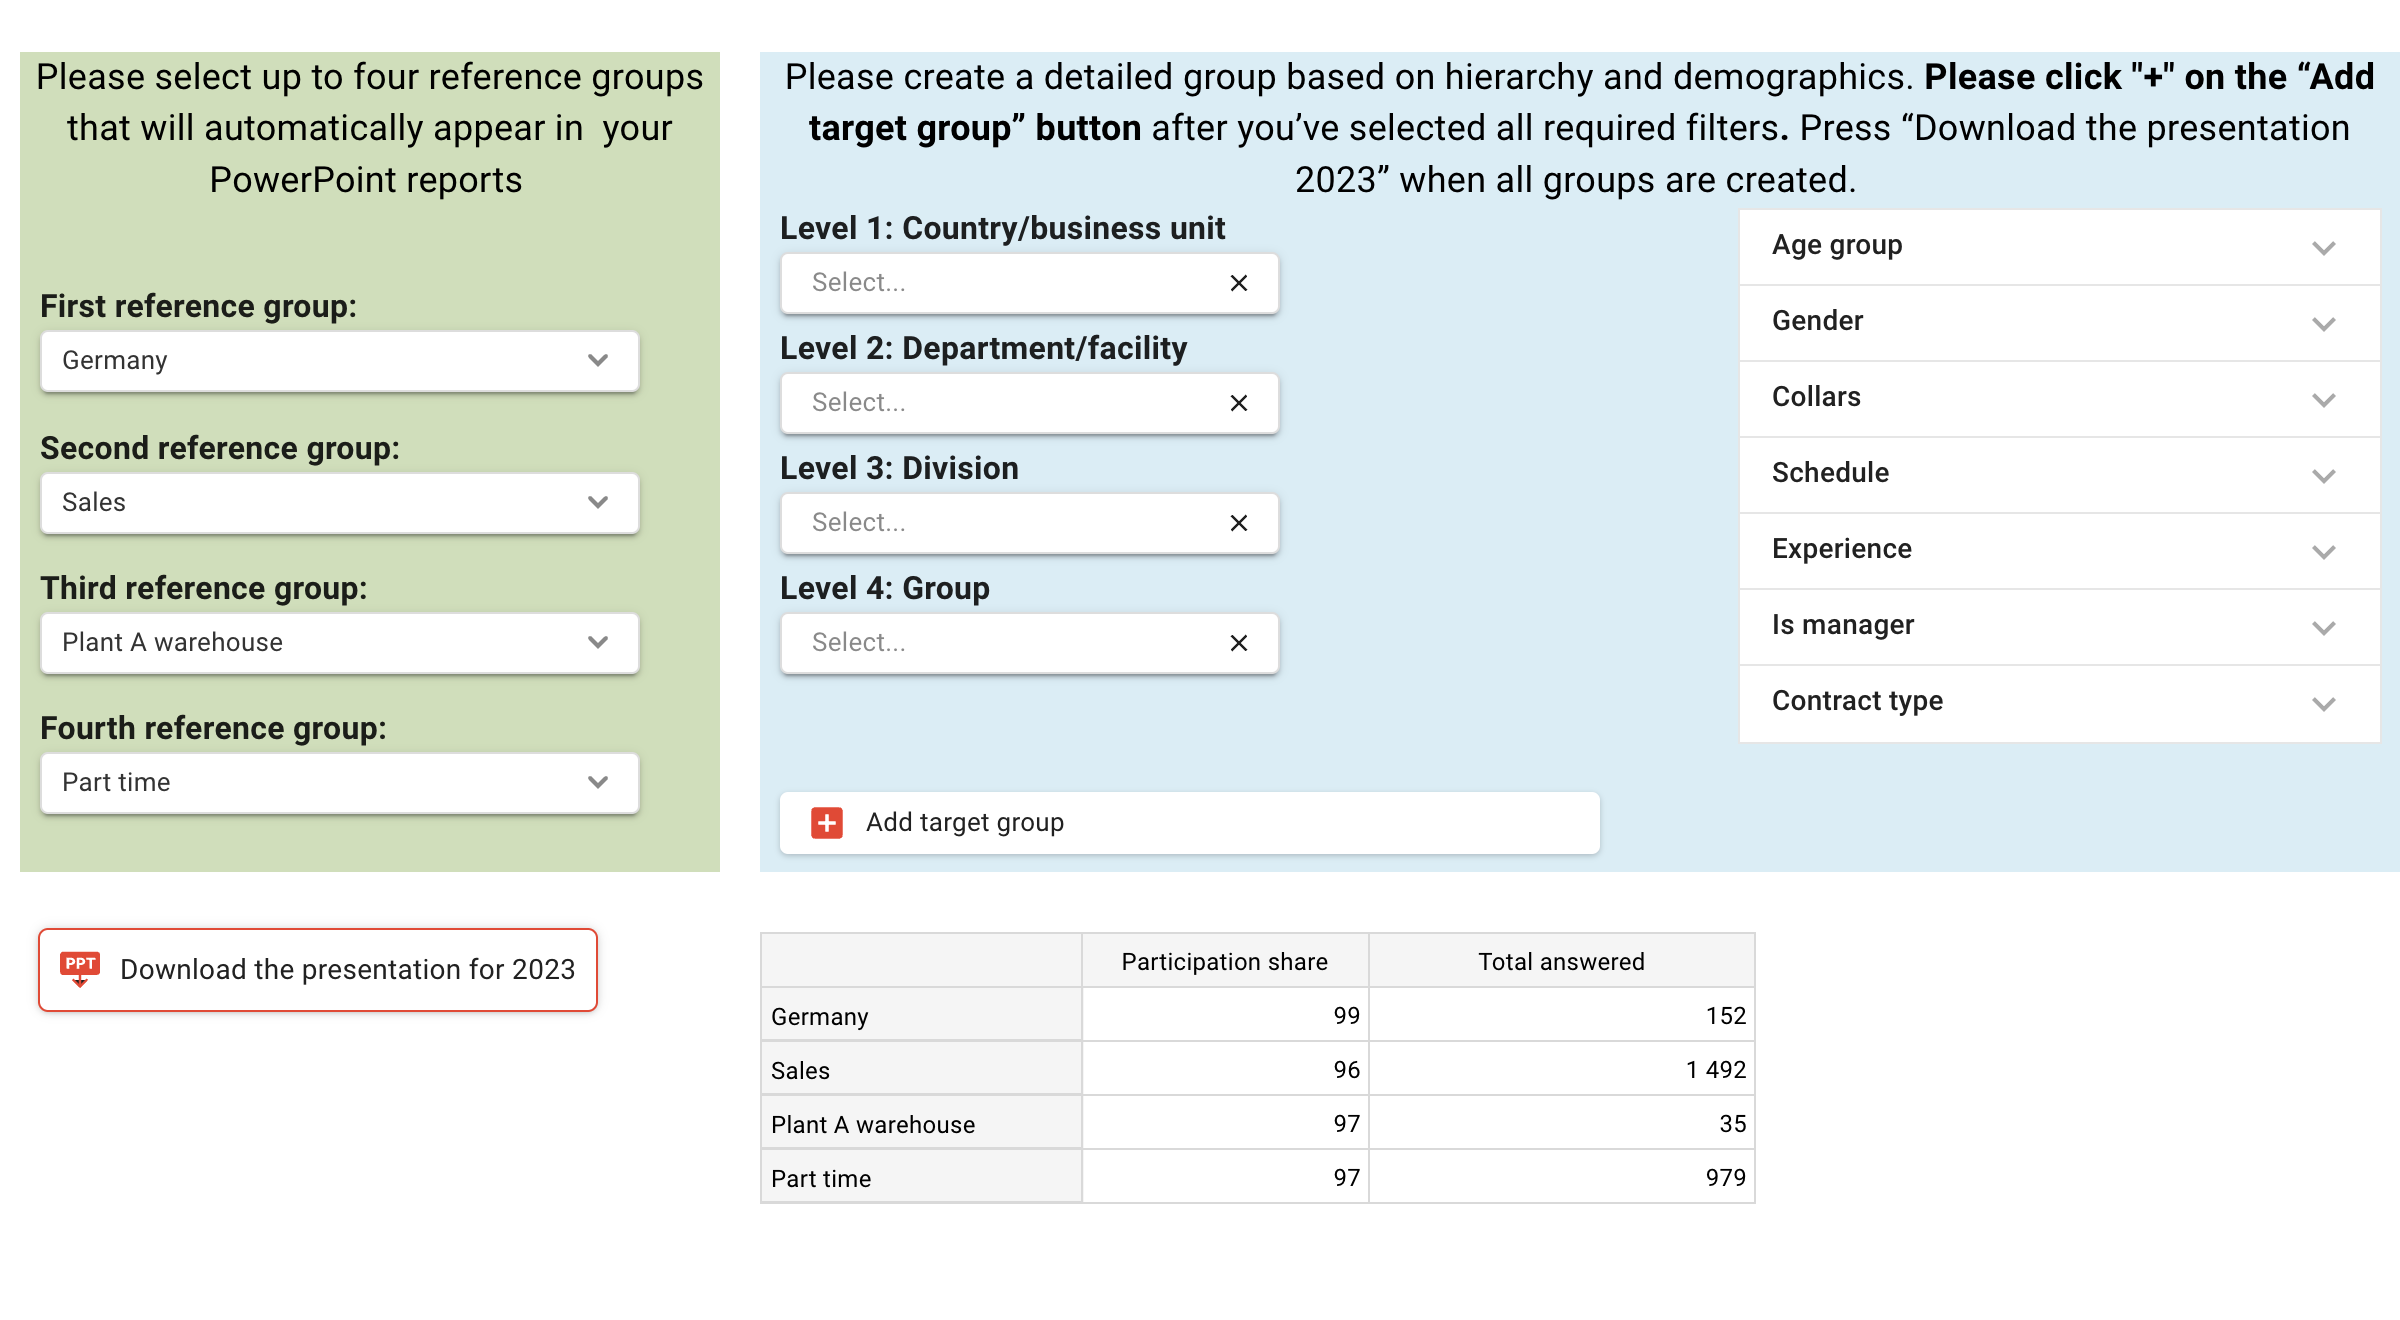 Please select up to four reference groups
that will automatically appear in  your
PowerPoint reports
First reference group:
Germany
Second reference group:
Sales
Third reference group:
Plant A warehouse
Fourth reference group:
Part time
PPT
Download the presentation for 2023
Please create a detailed group based on hierarchy and demographics. Please click "+" on the “Add
target group” button after you’ve selected all required filters. Press “Download the presentation
2023” when all groups are created.
Level 1: Country/business unit
Select...
Level 2: Department/facility
Select...
Level 3: Division
Select...
Level 4: Group
Select...
Age group
Gender
Collars
Schedule
Experience
Is manager
Contract type
Add target group
Participation share Total answered
Germany 99 152
Sales 96 1 492
Plant A warehouse 97 35
Part time 97 979